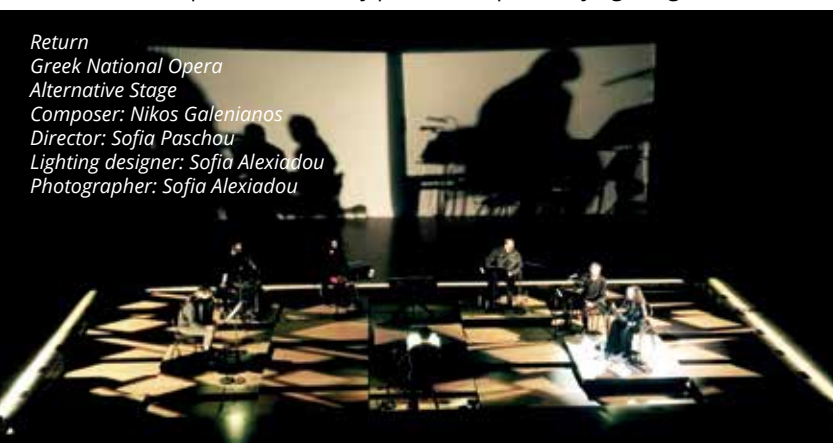 Return
Greek National Opera
Alternative Stage
Composer: Nikos Galenianos
Director: Sofia Paschou
Lighting designer: Sofia Alexiadou
Photographer: Sofia Alexiadou